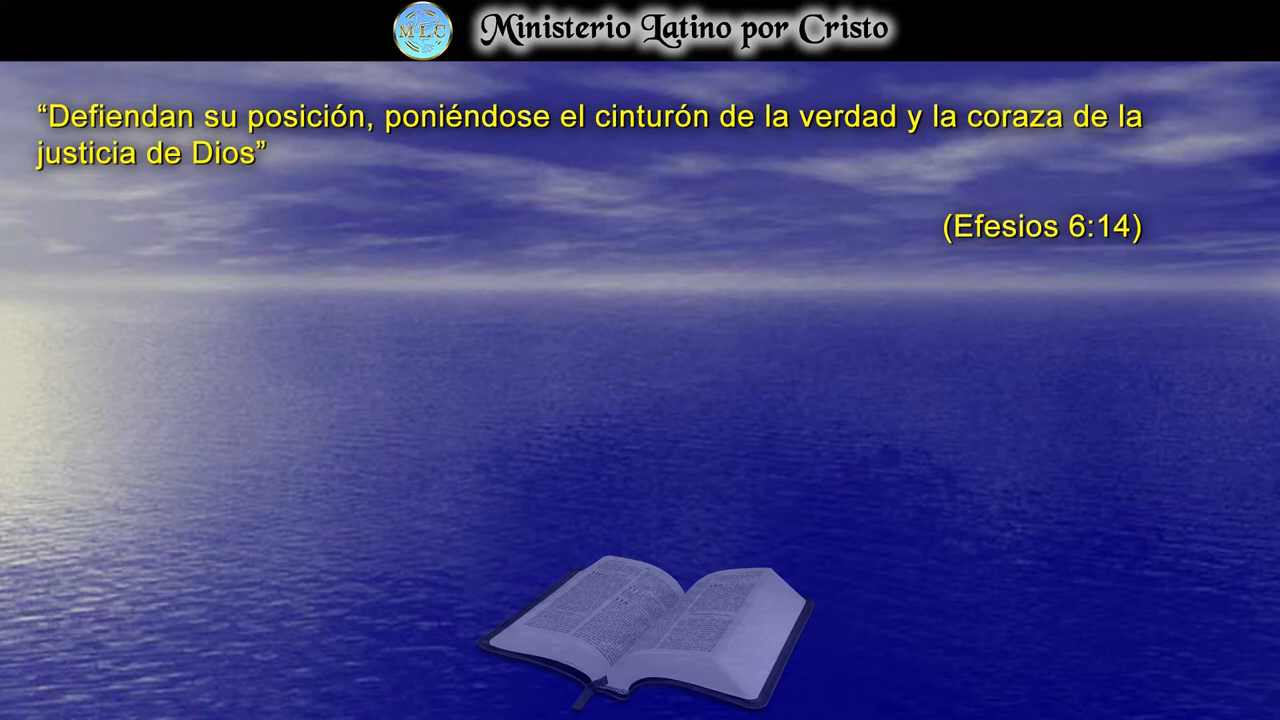 MLC
Ministerio Latino por Cristo
“Defiendan su posición, poniéndose el cinturón de la verdad y la coraza de la
justicia de Dios”
(Efesios 6:14)